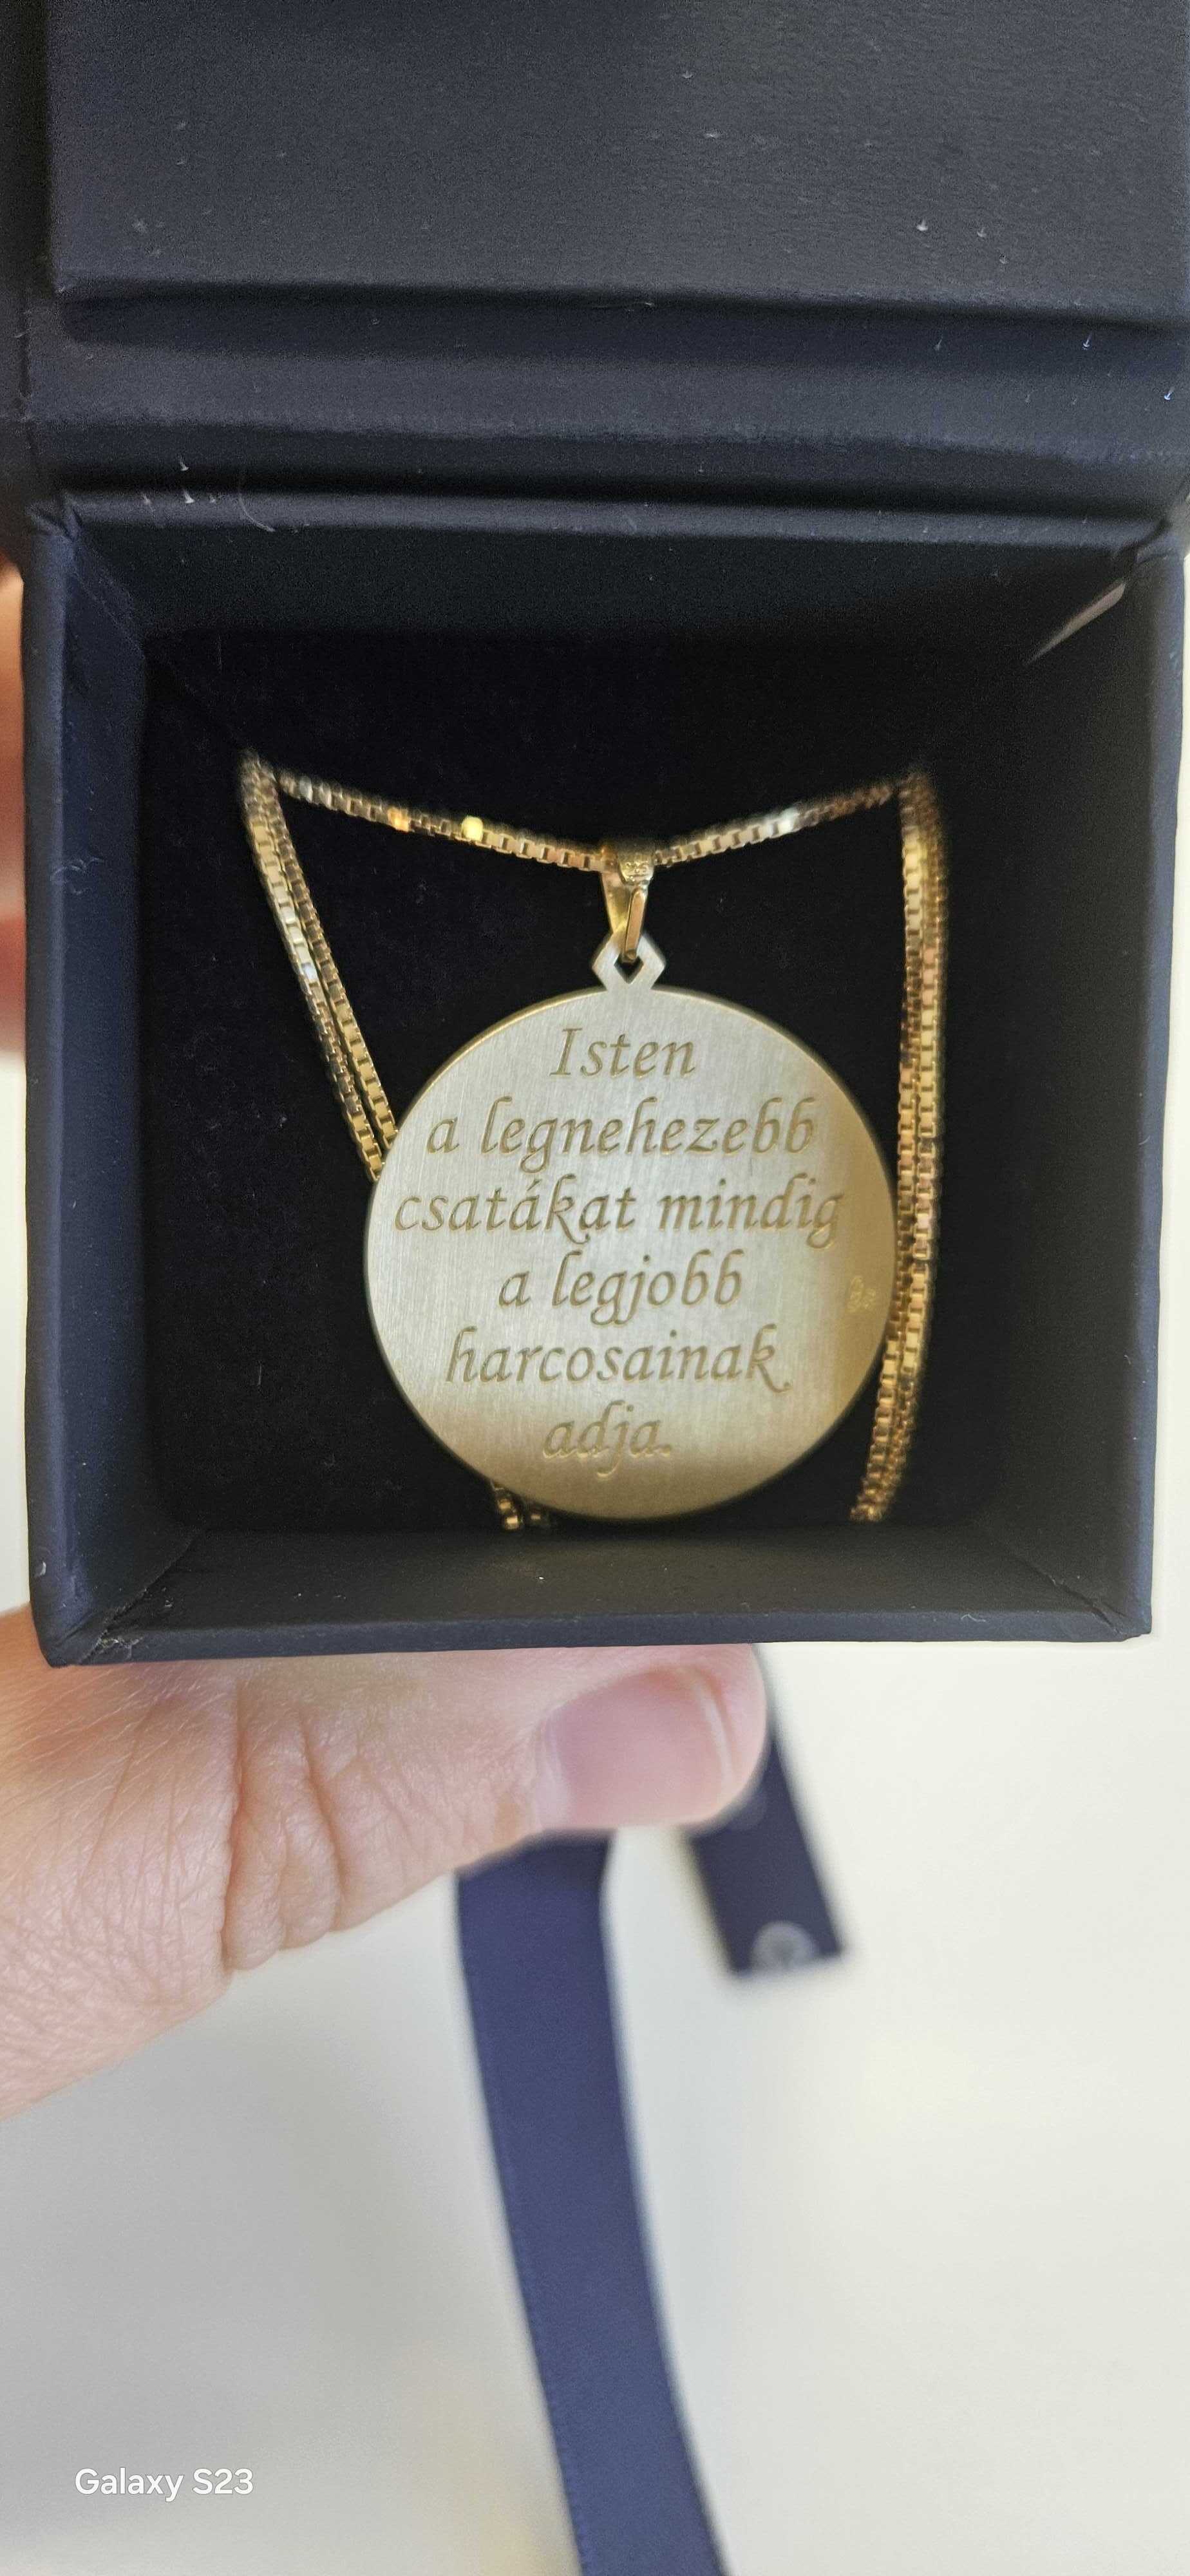 Isten
a legnehezebb
csatákat mindig
a legjobb
harcosainak
adja.
Galaxy S23